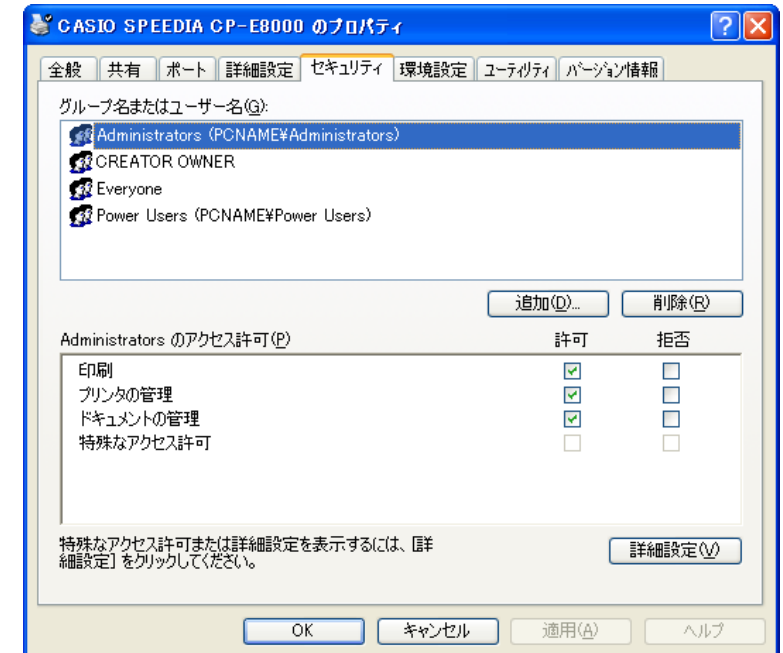 CASIO SPEEDIA CP-E8000 のプロパティ
全般 共有 ポート 詳細設定 セキュリティ 環境設定 ユーティリティ バージョン情報
グループ名またはユーザー名(G):
Administrators (PCNAME¥Administrators)
CREATOR OWNER
Everyone
Power Users (PCNAME¥Power Users)
追加(D)... 削除(R)
Administrators のアクセス許可(P) 許可 拒否
印刷
プリンタの管理
ドキュメントの管理
特殊なアクセス許可
特殊なアクセス許可または詳細設定を表示するには、[詳
細設定] をクリックしてください。
詳細設定(V)
OK キャンセル 適用(A) ヘルプ